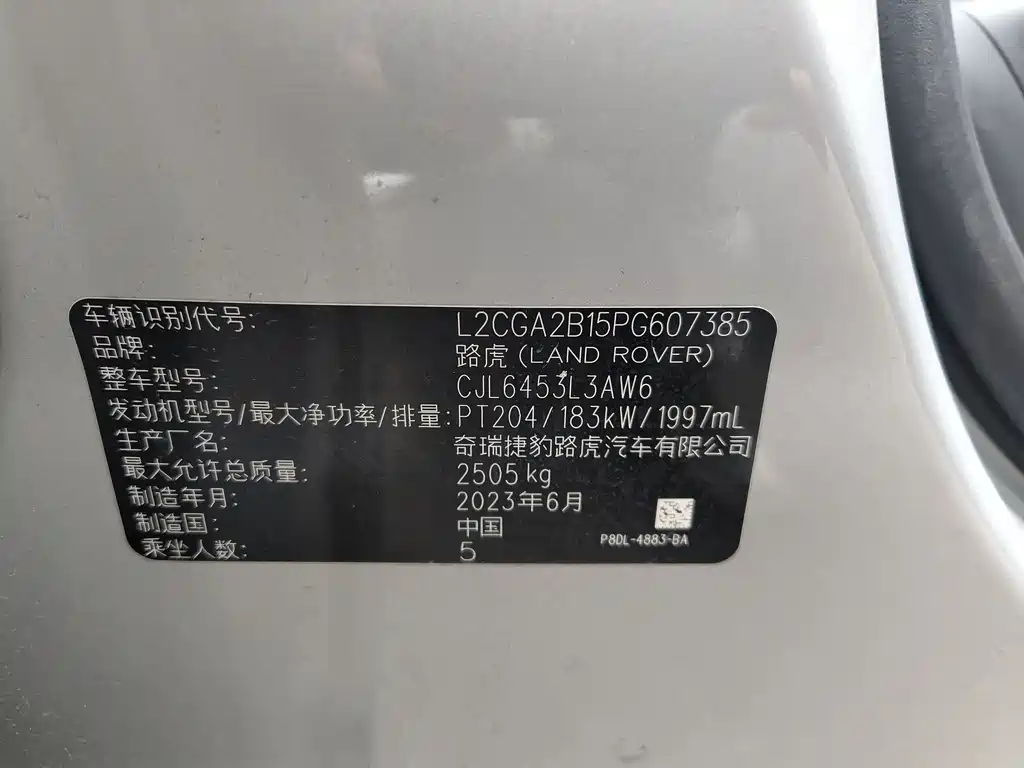 车辆识别代号: L2CGA2B15PG607385
品牌: 路虎(LAND ROVER)
整车型号: CJL6453L3AW6
发动机型号/最大净功率/排量: PT204/183kW/1997mL
生产厂名: 奇瑞捷豹路虎汽车有限公司
最大允许总质量: 2505kg
制造年月: 2023年6月
制造国: 中国
乘坐人数: 5
P8DL-4883-BA